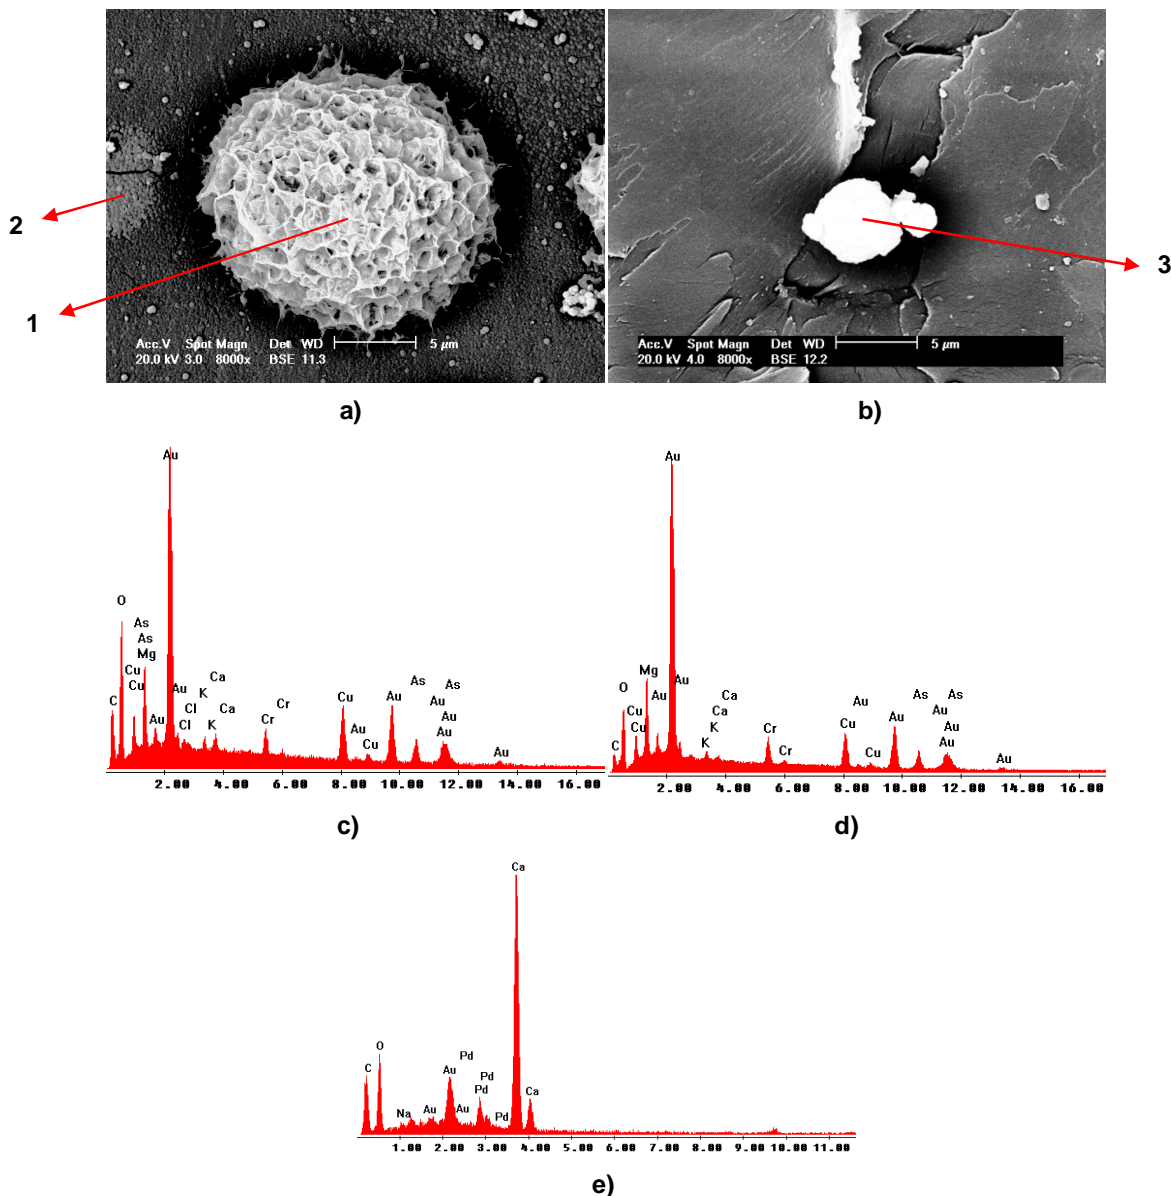 2
1
3
Acc.V Spot Magn Det WD 5 µm
20.0 kV 3.0 8000x BSE 11.3
Acc.V Spot Magn Det WD 5 µm
20.0 kV 4.0 8000x BSE 12.2
a)
b)
Au
O
As
As
Mg
Cu
Cu
C
Au
Au
Cl
Cl
K
Ca
K
Ca
Cr
Cr
Cu
Au
Cu
Au
As
As
Au
Au
Au
Au
2.00 4.00 6.00 8.00 10.00 12.00 14.00 16.00
c)
Au
Mg
O
Cu
Cu
C
Au
Au
Ca
Ca
K
K
Cr
Cr
Au
Cu
Cu
Au
As
As
Au
Au
Au
Au
2.00 4.00 6.00 8.00 10.00 12.00 14.00 16.00
d)
Ca
O
C
Pd
Au
Pd
Pd
Na
Au
Au
Pd
Ca
1.00 2.00 3.00 4.00 5.00 6.00 7.00 8.00 9.00 10.00 11.00
e)